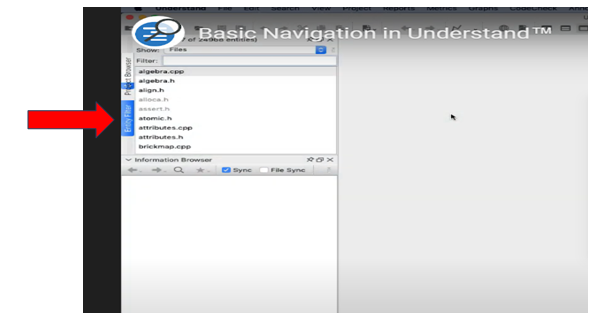 Understand File Edit Search View Project Reports Metrics Graphs CodeCheck
Basic Navigation in Understand™
of 24966 entities)
Show: Files
Filter:
Project Browser
Entity Filter
algebra.cpp
algebra.h
align.h
alloca.h
assert.h
atomic.h
attributes.cpp
attributes.h
brickmap.cpp
Information Browser
Sync File Sync